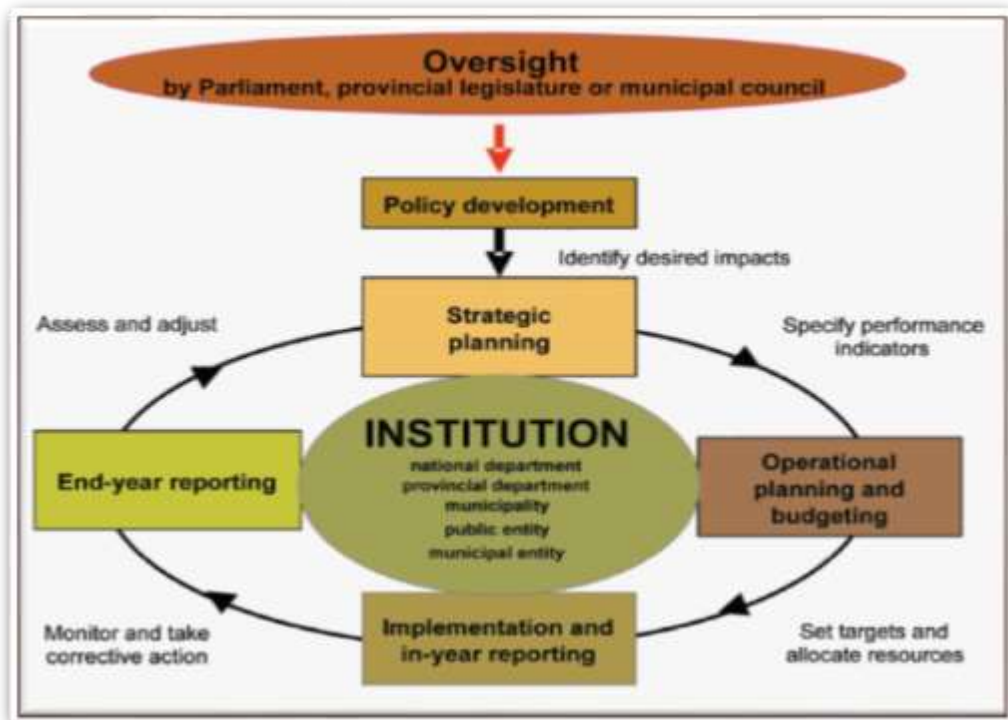 Oversight
by Parliament, provincial legislature or municipal council
Policy development
Identify desired impacts
Strategic
planning
Assess and adjust
Specify performance
indicators
INSTITUTION
national department
provincial department
municipality
public entity
municipal entity
End-year reporting
Operational
planning and
budgeting
Implementation and
in-year reporting
Monitor and take
corrective action
Set targets and
allocate resources